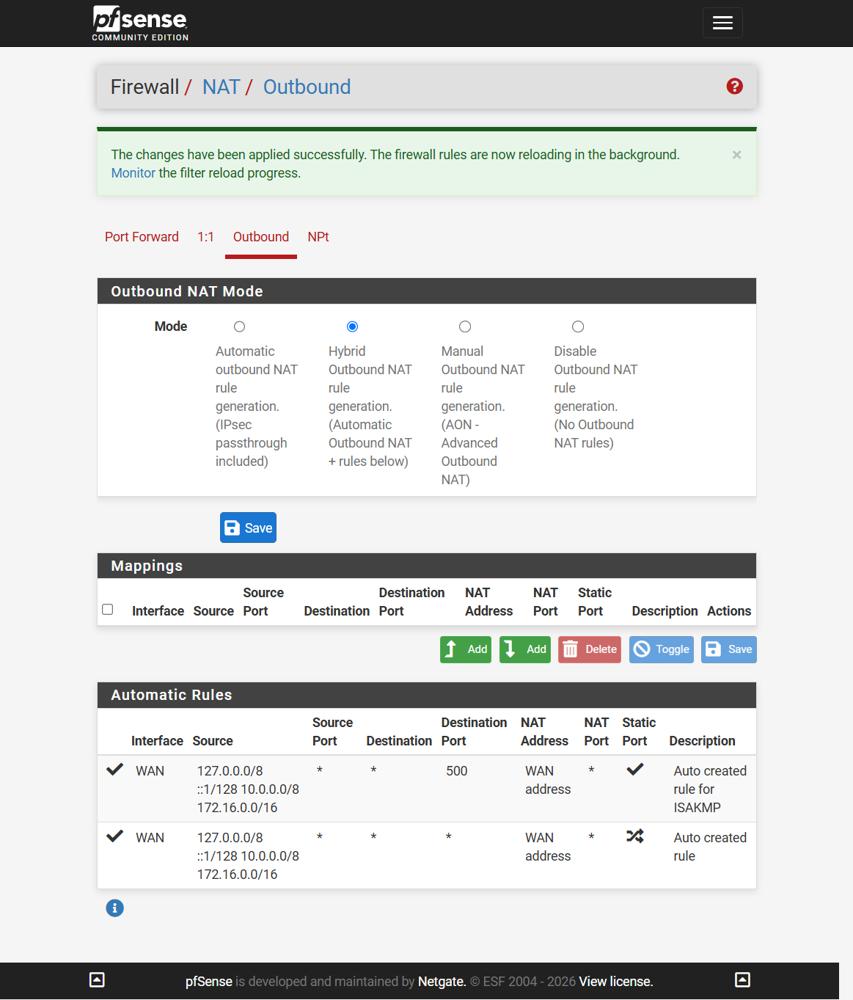 pfsense
COMMUNITY EDITION
Firewall / NAT / Outbound
The changes have been applied successfully. The firewall rules are now reloading in the background.
Monitor the filter reload progress.
×
Port Forward 1:1 Outbound NPt
Outbound NAT Mode
Mode
Automatic
outbound NAT
rule
generation.
(IPsec
passthrough
included)
Hybrid
Outbound NAT
rule
generation.
(Automatic
Outbound NAT
+ rules below)
Manual
Outbound NAT
rule
generation.
(AON -
Advanced
Outbound
NAT)
Disable
Outbound NAT
rule
generation.
(No Outbound
NAT rules)
Save
Mappings
Interface Source Source Port Destination Destination Port NAT Address NAT Port Static Port Description Actions
Add Add Delete Toggle Save
Automatic Rules
Interface Source Source Port Destination Destination Port NAT Address NAT Port Static Port Description
WAN 127.0.0.0/8 * * 500 WAN * Auto created
::1/128 10.0.0.0/8 address rule for
172.16.0.0/16 ISAKMP
WAN 127.0.0.0/8 * * * WAN * Auto created
::1/128 10.0.0.0/8 address rule
172.16.0.0/16
pfSense is developed and maintained by Netgate. © ESF 2004 - 2026 View license.